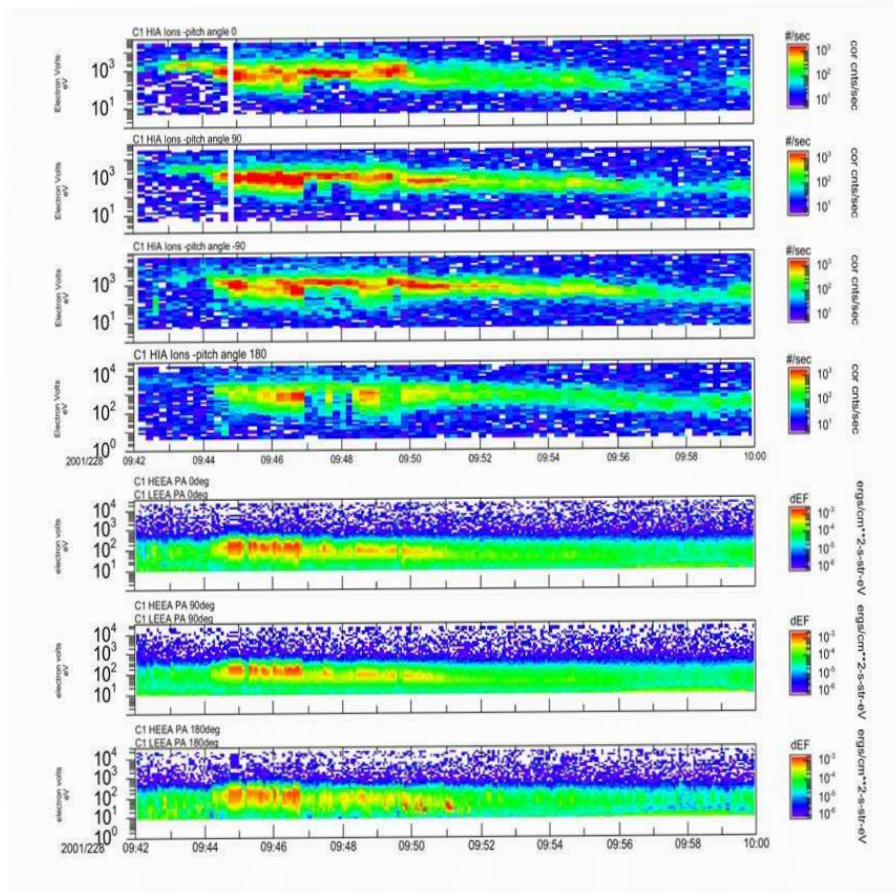 C1 HIA Ions -pitch angle 0
Electron Volts
eV
10³
10¹
#/sec
10³
10²
10¹
cor cnts/sec
C1 HIA Ions -pitch angle 90
Electron Volts
eV
10³
10¹
#/sec
10³
10²
10¹
cor cnts/sec
C1 HIA Ions -pitch angle -90
Electron Volts
eV
10³
10¹
#/sec
10³
10²
10¹
cor cnts/sec
C1 HIA Ions -pitch angle 180
Electron Volts
eV
10⁴
10²
10⁰
#/sec
10³
10²
10¹
cor cnts/sec
2001/228 09:42 09:44 09:46 09:48 09:50 09:52 09:54 09:56 09:58 10:00
C1 HEEA PA 0deg
C1 LEEA PA 0deg
electron volts
eV
10⁴
10³
10²
10¹
dEF
10⁻³
10⁻⁴
10⁻⁵
10⁻⁶
ergs/cm**2-s-str-eV
C1 HEEA PA 90deg
C1 LEEA PA 90deg
electron volts
eV
10⁴
10³
10²
10¹
dEF
10⁻³
10⁻⁴
10⁻⁵
10⁻⁶
ergs/cm**2-s-str-eV
C1 HEEA PA 180deg
C1 LEEA PA 180deg
electron volts
eV
10⁴
10³
10²
10¹
10⁰
dEF
10⁻³
10⁻⁴
10⁻⁵
10⁻⁶
ergs/cm**2-s-str-eV
2001/228 09:42 09:44 09:46 09:48 09:50 09:52 09:54 09:56 09:58 10:00